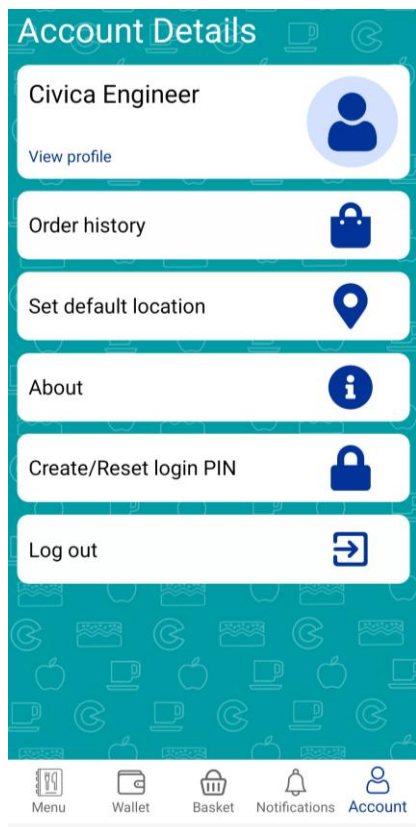 Account Details
Civica Engineer
View profile
Order history
Set default location
About
Create/Reset login PIN
Log out
Menu
Wallet
Basket
Notifications
Account